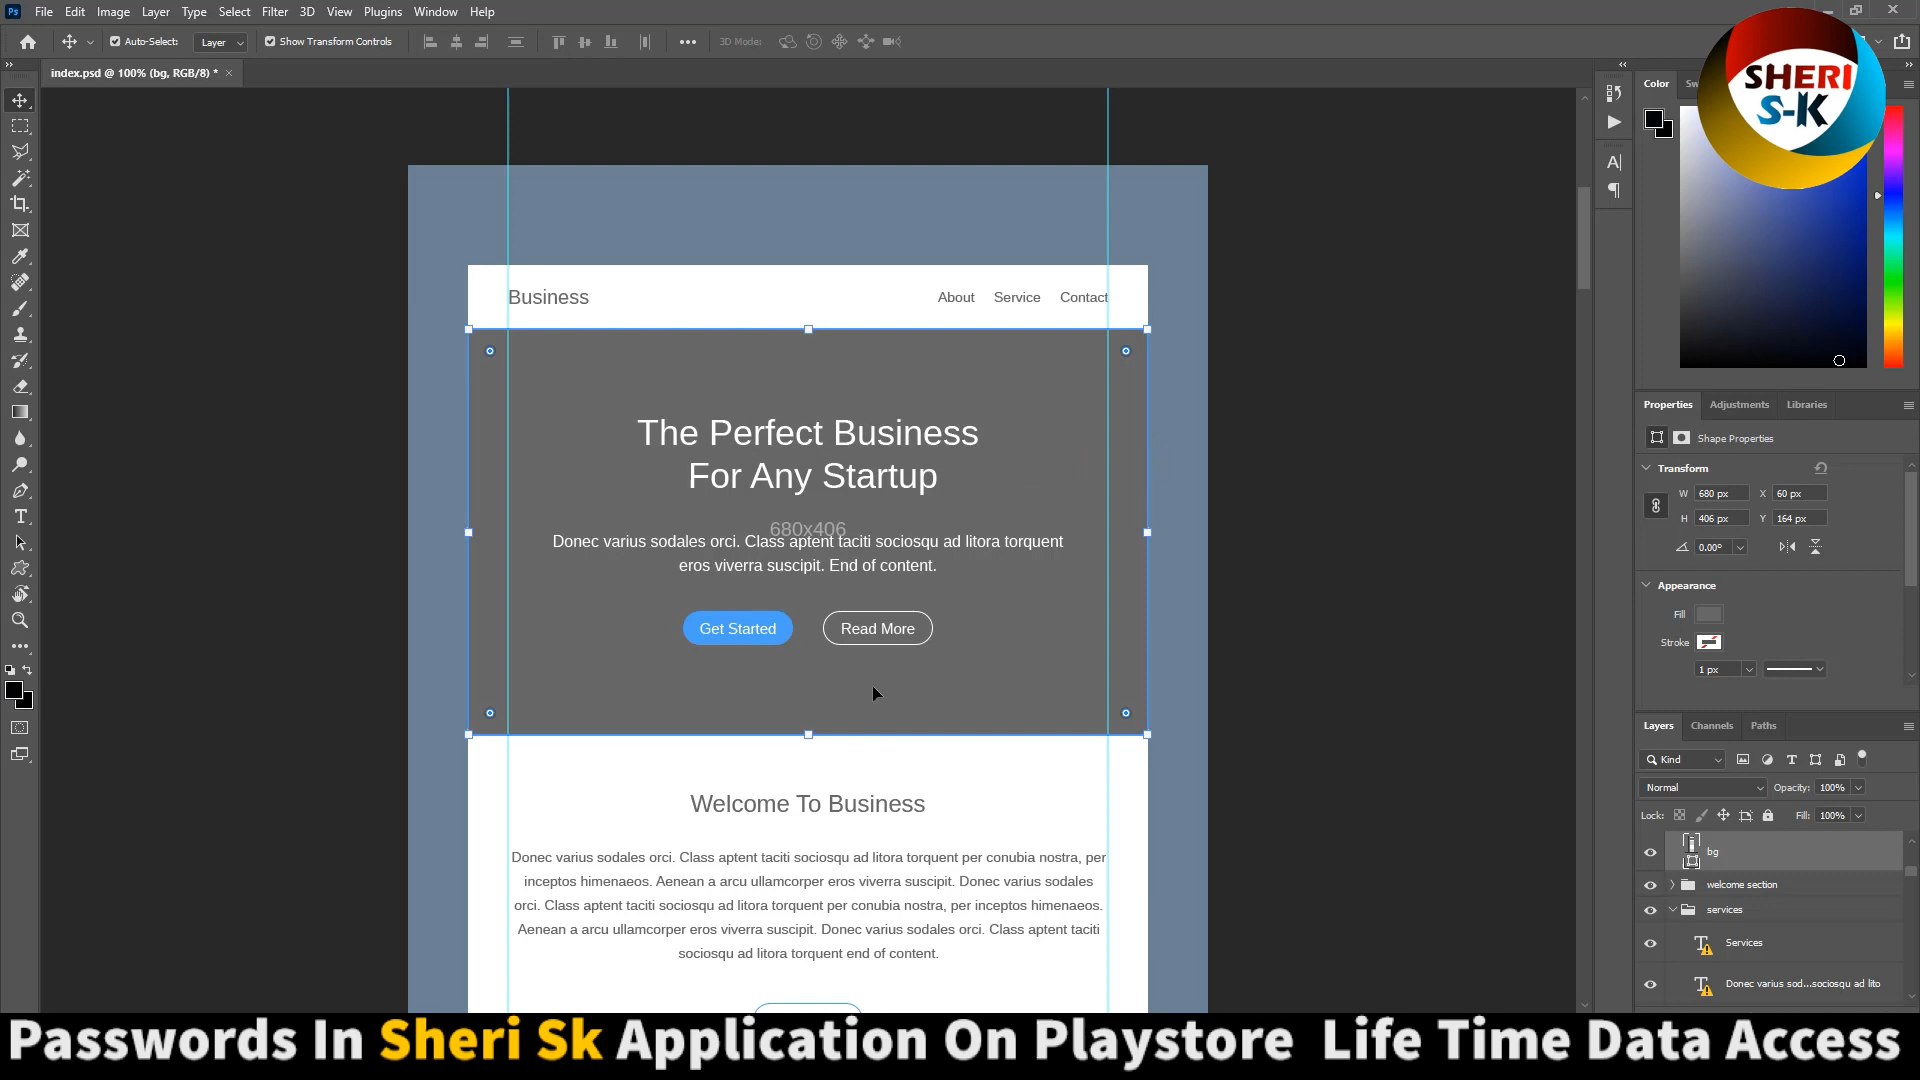 Ps File Edit Image Layer Type Select Filter 3D View Plugins Window Help
Auto-Select: Layer Show Transform Controls 3D Mode:
index.psd @ 100% (bg, RGB/8) *
SHERI
S-K
Color
Business
About Service Contact
The Perfect Business
For Any Startup
680x406
Donec varius sodales orci. Class aptent taciti sociosqu ad litora torquent
eros viverra suscipit. End of content.
Get Started Read More
Welcome To Business
Donec varius sodales orci. Class aptent taciti sociosqu ad litora torquent per conubia nostra, per
inceptos himenaeos. Aenean a arcu ullamcorper eros viverra suscipit. Donec varius sodales
orci. Class aptent taciti sociosqu ad litora torquent per conubia nostra, per inceptos himenaeos.
Aenean a arcu ullamcorper eros viverra suscipit. Donec varius sodales orci. Class aptent taciti
sociosqu ad litora torquent end of content.
Properties Adjustments Libraries
Shape Properties
Transform
W 680 px X 60 px
H 406 px Y 164 px
0.00°
Appearance
Fill
Stroke
1 px
Layers Channels Paths
Kind
Normal Opacity: 100%
Lock: Fill: 100%
bg
welcome section
services
Services
Donec varius sod...sociosqu ad lito
Passwords In Sheri Sk Application On Playstore Life Time Data Access